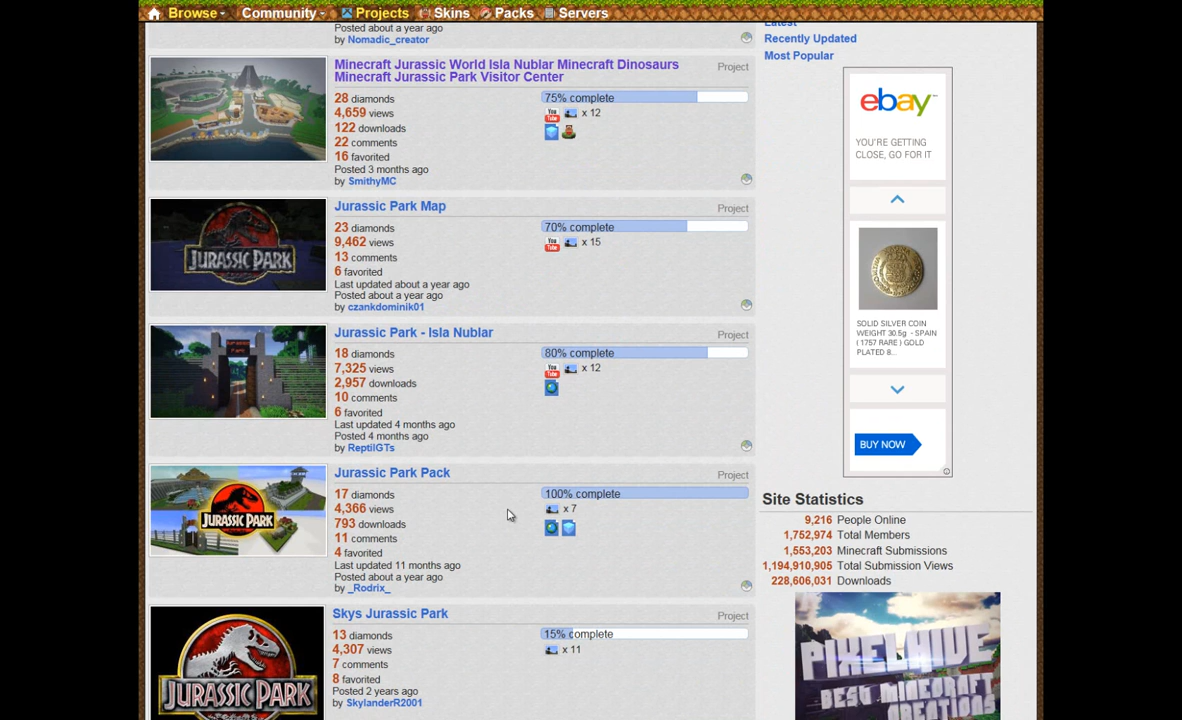 Browse Community Projects Skins Packs Servers
Posted about a year ago
by Nomadic_creator
Minecraft Jurassic World Isla Nublar Minecraft Dinosaurs
Minecraft Jurassic Park Visitor Center
Project
28 diamonds
4,659 views
122 downloads
22 comments
16 favorited
Posted 3 months ago
by SmithyMC
75% complete
You Tube x 12
JURASSIC PARK
Jurassic Park Map
Project
23 diamonds
9,462 views
13 comments
6 favorited
Last updated about a year ago
Posted about a year ago
by czankdominik01
70% complete
You Tube x 15
Jurassic Park - Isla Nublar
Project
18 diamonds
7,325 views
2,957 downloads
10 comments
6 favorited
Last updated 4 months ago
Posted 4 months ago
by ReptilGTs
80% complete
You Tube x 12
JURASSIC PARK
Jurassic Park Pack
Project
17 diamonds
4,366 views
793 downloads
11 comments
4 favorited
Last updated 11 months ago
Posted about a year ago
by _Rodrix_
100% complete
x 7
JURASSIC PARK
Skys Jurassic Park
Project
13 diamonds
4,307 views
7 comments
8 favorited
Posted 2 years ago
by SkylanderR2001
15% complete
x 11
Latest
Recently Updated
Most Popular
ebay
YOU'RE GETTING
CLOSE, GO FOR IT
SOLID SILVER COIN
WEIGHT 30.5g - SPAIN
( 1757 RARE ) GOLD
PLATED 8...
BUY NOW
Site Statistics
9,216 People Online
1,752,974 Total Members
1,553,203 Minecraft Submissions
1,194,910,905 Total Submission Views
228,606,031 Downloads
PIXELHIVE
BEST MINECRAFT
CREATIONS